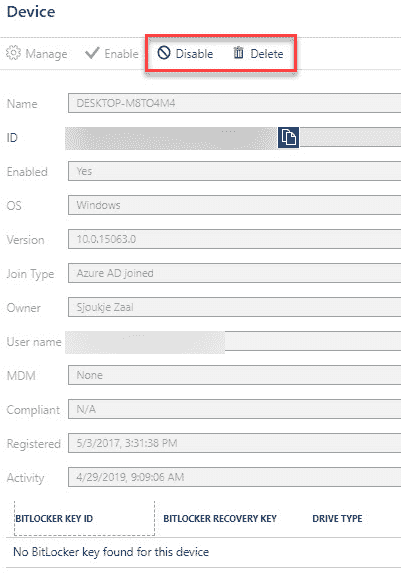 Device
Manage Enable Disable Delete
Name DESKTOP-M8TO4M4
ID
Enabled Yes
OS Windows
Version 10.0.15063.0
Join Type Azure AD joined
Owner Sjoukje Zaal
User name
MDM None
Compliant N/A
Registered 5/3/2017, 3:31:38 PM
Activity 4/29/2019, 9:09:06 AM
BITLOCKER KEY ID BITLOCKER RECOVERY KEY DRIVE TYPE
No BitLocker key found for this device